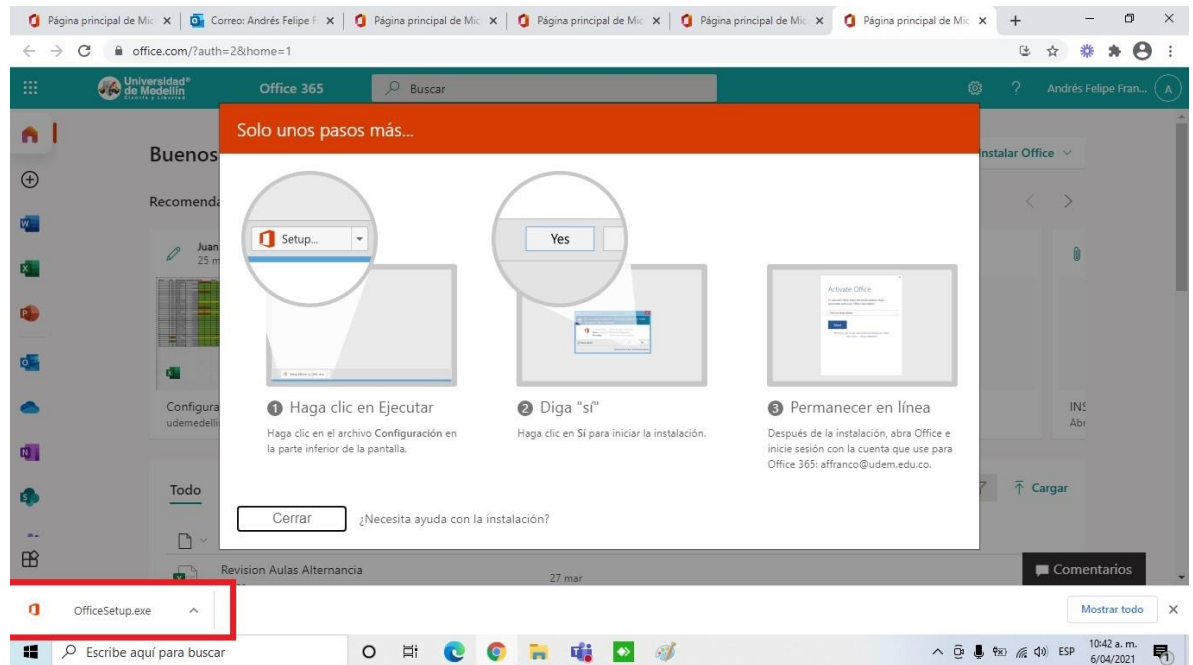 Página principal de Mic
Correo: Andrés Felipe F
Página principal de Mic
Página principal de Mic
Página principal de Mic
Página principal de Mic
office.com/?auth=2&home=1
Universidad®
de Medellín
Ciencia y Libertad
Office 365
Buscar
Andrés Felipe Fran...
A
Solo unos pasos más...
Buenos
Instalar Office
Recomenda
Setup...
Yes
Juan
25 m
Activate Office
Configura
udemedelli
1 Haga clic en Ejecutar
Haga clic en el archivo Configuración en
la parte inferior de la pantalla.
2 Diga "sí"
Haga clic en Sí para iniciar la instalación.
3 Permanecer en línea
Después de la instalación, abra Office e
inicie sesión con la cuenta que use para
Office 365: affranco@udem.edu.co.
INS
Abr
Todo
Cargar
Cerrar
¿Necesita ayuda con la instalación?
Revision Aulas Alternancia
27 mar
Comentarios
OfficeSetup.exe
Mostrar todo
Escribe aquí para buscar
ESP
10:42 a. m.
6/04/2021